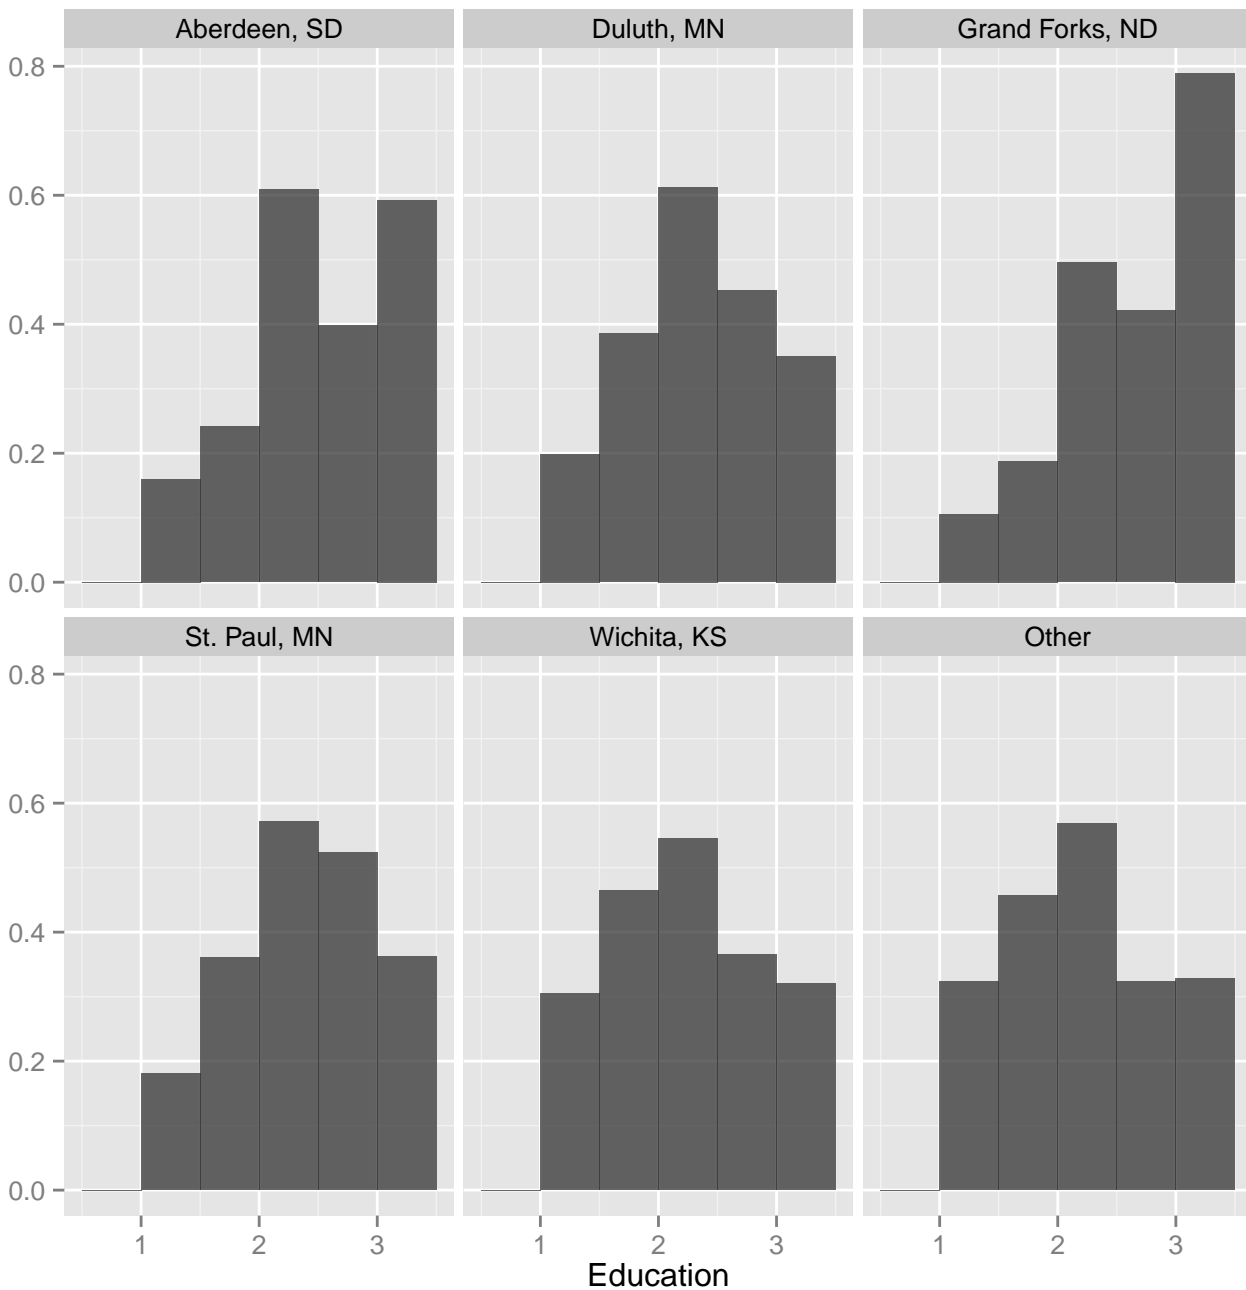 Aberdeen, SD Duluth, MN Grand Forks, ND
0.8
0.6
0.4
0.2
0.0
St. Paul, MN Wichita, KS Other
0.8
0.6
0.4
0.2
0.0
1 2 3 1 2 3 1 2 3
Education